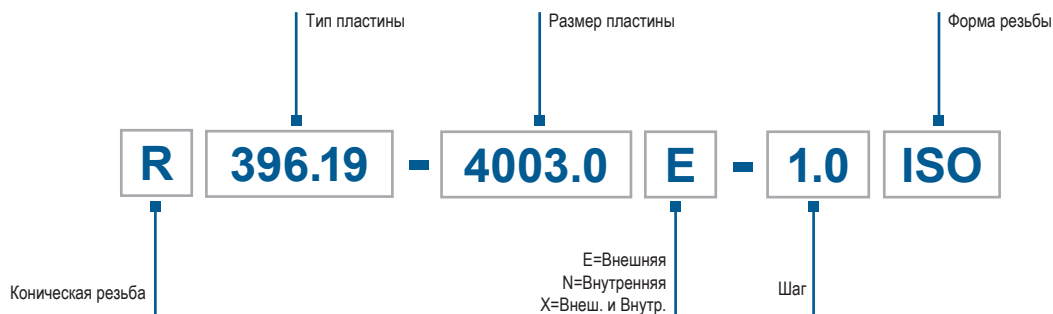 Тип пластины
Размер пластины
Форма резьбы
R 396.19 - 4003.0 E - 1.0 ISO
Коническая резьба
E=Внешняя
N=Внутренняя
X=Внеш. и Внутр.
Шаг